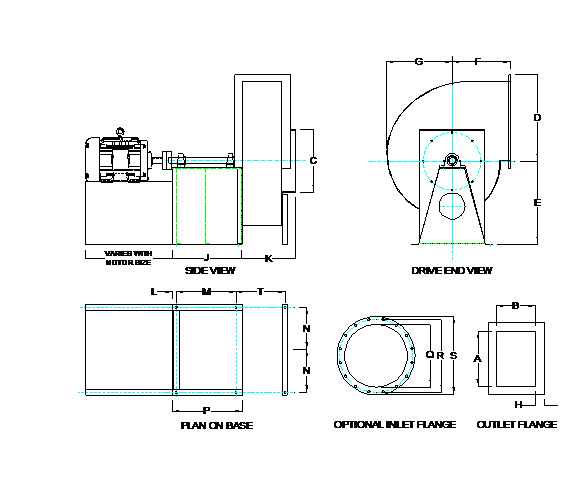 G F
D
C
E
VARIES WITH
MOTOR SIZE
J
K
SIDE VIEW
DRIVE END VIEW
L M T
B
N
N
Q R S
A
P
H
PLAN ON BASE
OPTIONAL INLET FLANGE
OUTLET FLANGE